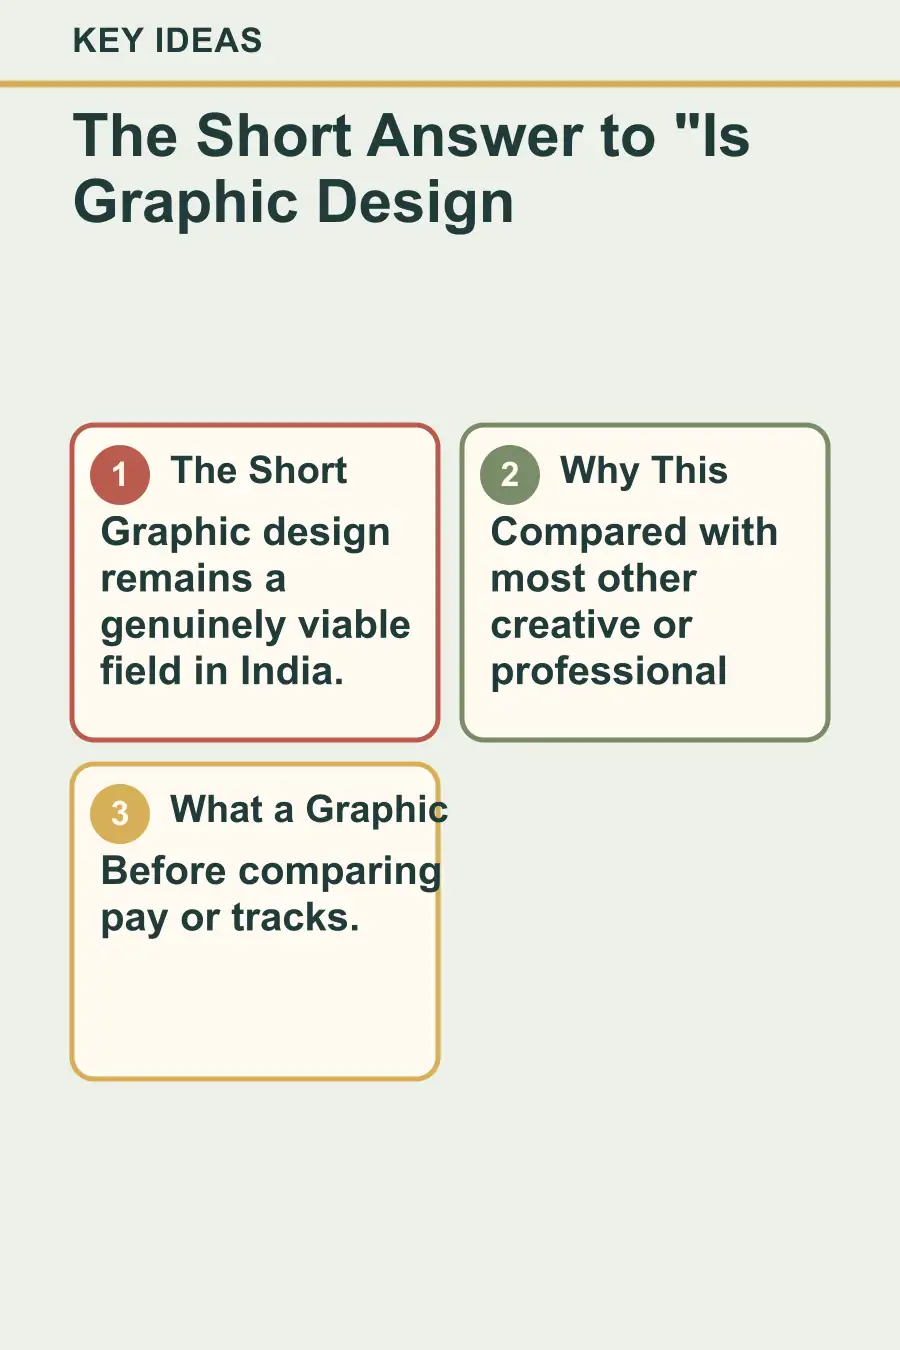 KEY IDEAS
The Short Answer to "Is
Graphic Design
1 The Short
Graphic design
remains a
genuinely viable
field in India.
2 Why This
Compared with
most other
creative or
professional
3 What a Graphic
Before comparing
pay or tracks.